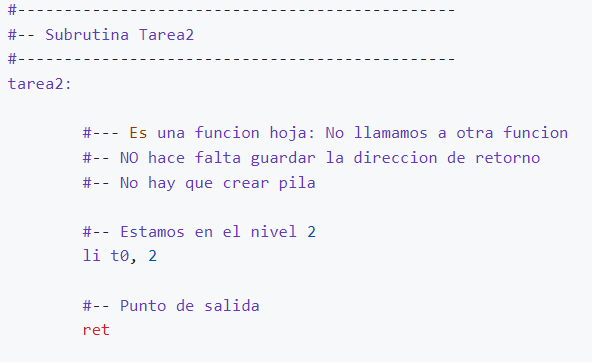 #-----------------------------------------------
#-- Subrutina Tarea2
#-----------------------------------------------
tarea2:
#--- Es una funcion hoja: No llamamos a otra funcion
#-- NO hace falta guardar la direccion de retorno
#-- No hay que crear pila
#-- Estamos en el nivel 2
li t0, 2
#-- Punto de salida
ret